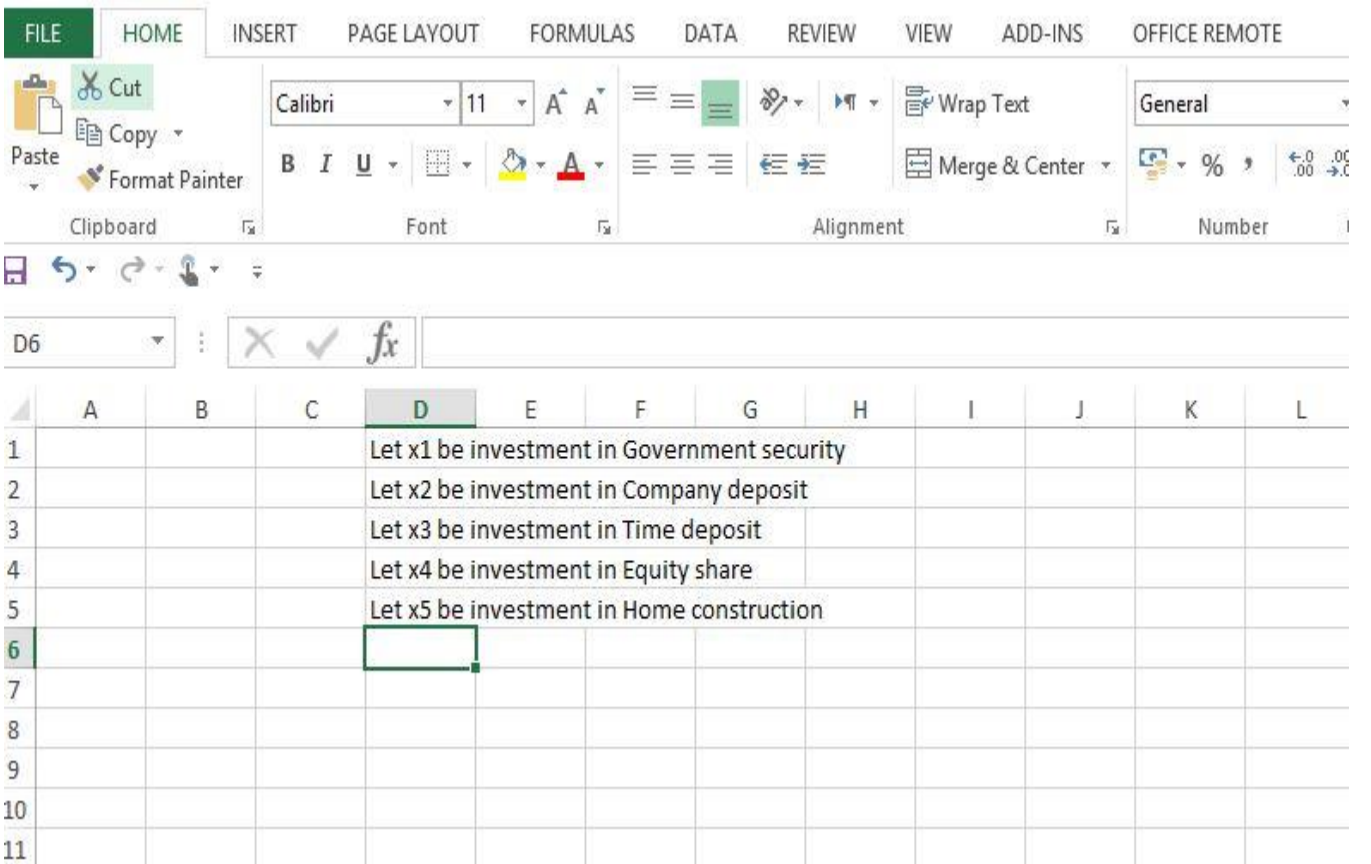 FILE HOME INSERT PAGE LAYOUT FORMULAS DATA REVIEW VIEW ADD-INS OFFICE REMOTE
Cut
Copy
Paste
Format Painter
Clipboard
Calibri 11 A A
B I U A
Font
Wrap Text
Merge & Center
Alignment
General
% , .0 .00 .00
Number
D6 fx
A B C D E F G H I J K L
1 Let x1 be investment in Government security
2 Let x2 be investment in Company deposit
3 Let x3 be investment in Time deposit
4 Let x4 be investment in Equity share
5 Let x5 be investment in Home construction
6
7
8
9
10
11